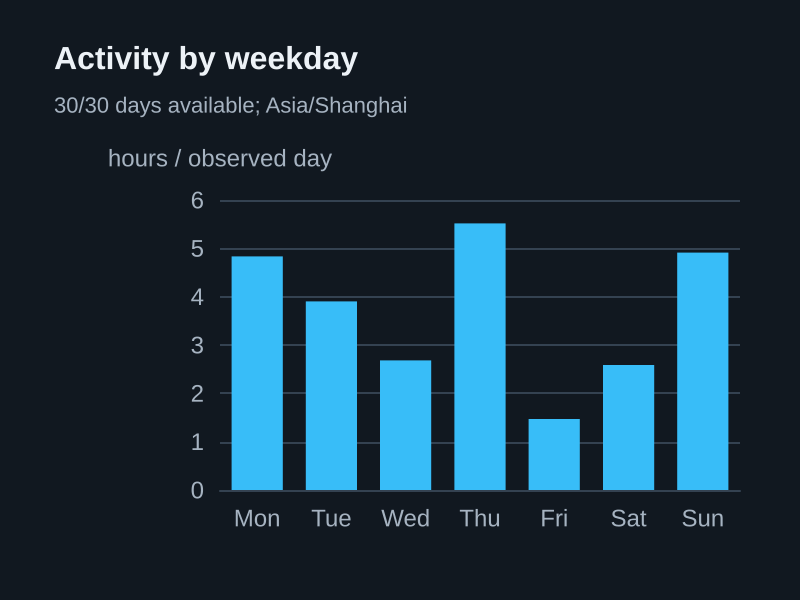 Activity by weekday
30/30 days available; Asia/Shanghai
hours / observed day
6
5
4
3
2
1
0
Mon Tue Wed Thu Fri Sat Sun